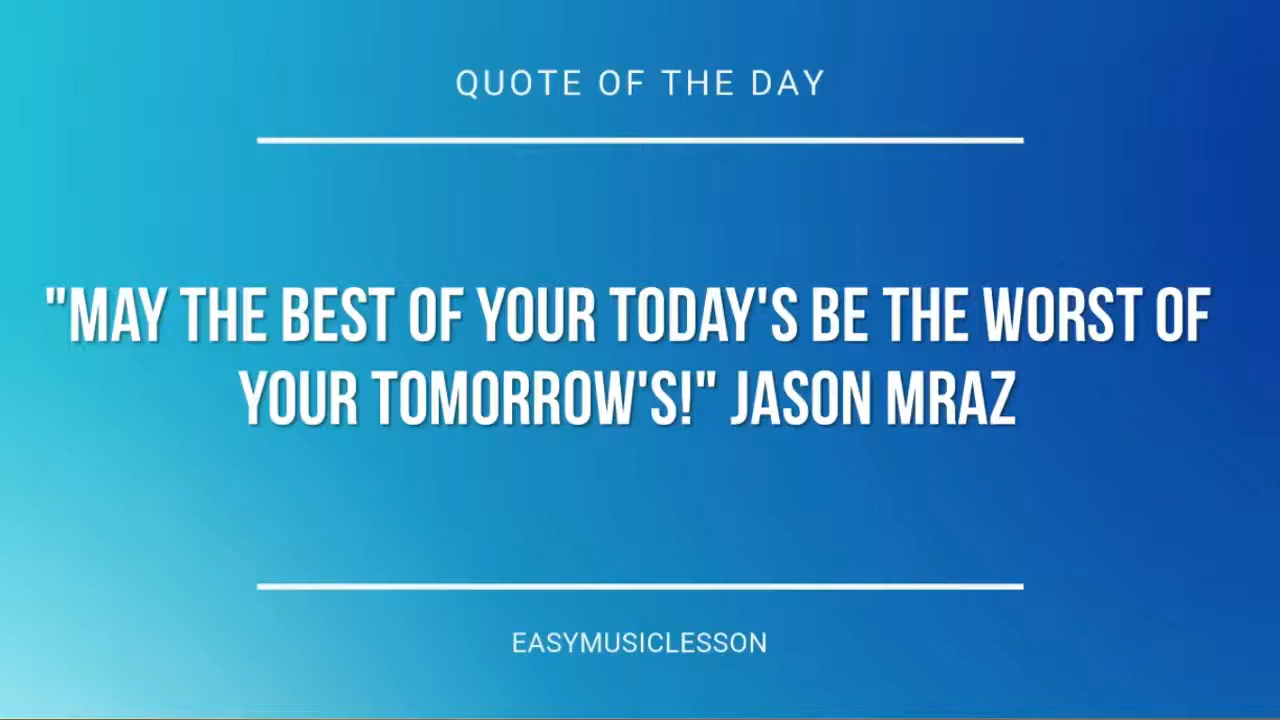 QUOTE OF THE DAY
"MAY THE BEST OF YOUR TODAY'S BE THE WORST OF
YOUR TOMORROW'S!" JASON MRAZ
EASYMUSICLESSON